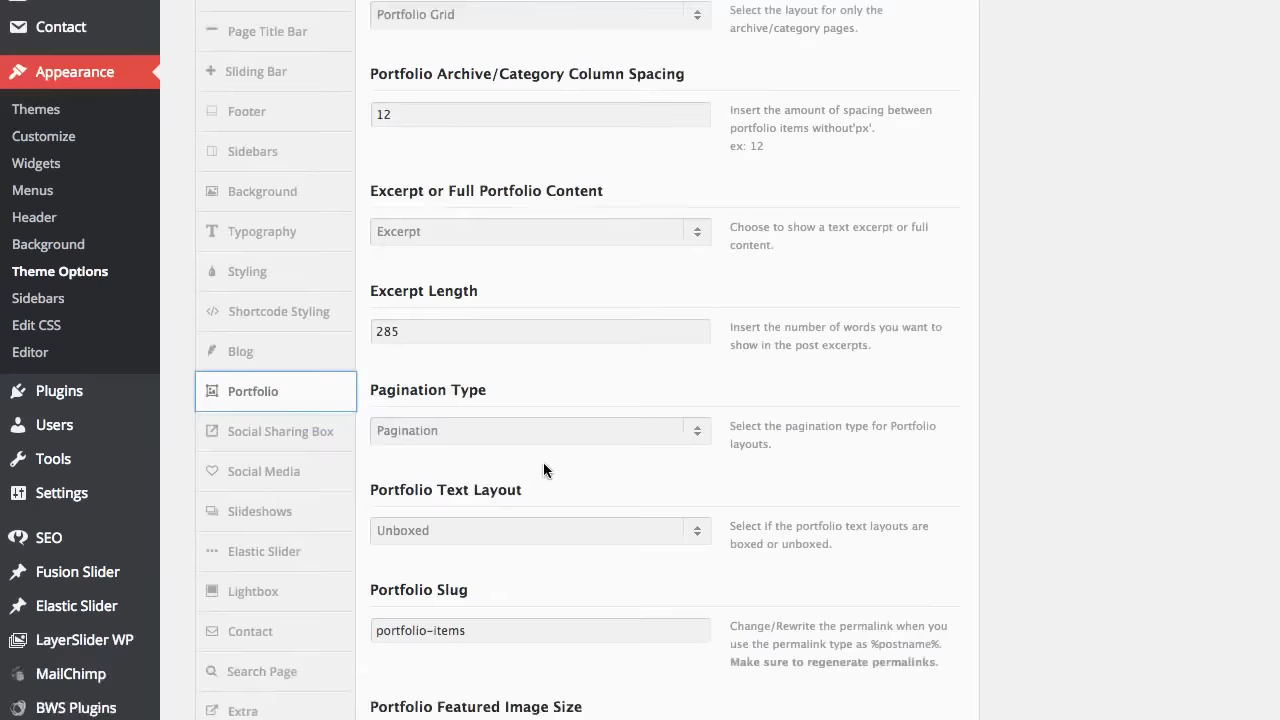 Contact
Appearance
Themes
Customize
Widgets
Menus
Header
Background
Theme Options
Sidebars
Edit CSS
Editor
Plugins
Users
Tools
Settings
SEO
Fusion Slider
Elastic Slider
LayerSlider WP
MailChimp
BWS Plugins
Page Title Bar
Sliding Bar
Footer
Sidebars
Background
Typography
Styling
Shortcode Styling
Blog
Portfolio
Social Sharing Box
Social Media
Slideshows
Elastic Slider
Lightbox
Contact
Search Page
Extra
Portfolio Grid
Select the layout for only the
archive/category pages.
Portfolio Archive/Category Column Spacing
12
Insert the amount of spacing between
portfolio items without'px'.
ex: 12
Excerpt or Full Portfolio Content
Excerpt
Choose to show a text excerpt or full
content.
Excerpt Length
285
Insert the number of words you want to
show in the post excerpts.
Pagination Type
Pagination
Select the pagination type for Portfolio
layouts.
Portfolio Text Layout
Unboxed
Select if the portfolio text layouts are
boxed or unboxed.
Portfolio Slug
portfolio-items
Change/Rewrite the permalink when you
use the permalink type as %postname%.
Make sure to regenerate permalinks.
Portfolio Featured Image Size